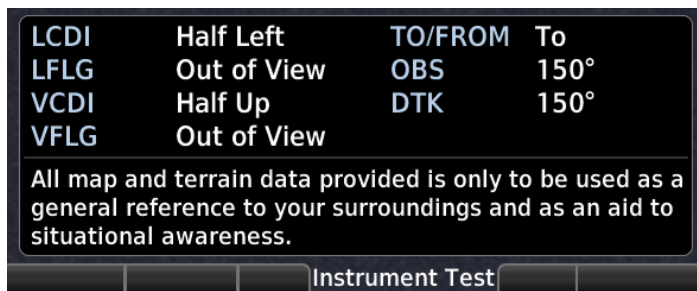 LCDI Half Left TO/FROM To
LFLG Out of View OBS 150°
VCDI Half Up DTK 150°
VFLG Out of View
All map and terrain data provided is only to be used as a
general reference to your surroundings and as an aid to
situational awareness.
Instrument Test